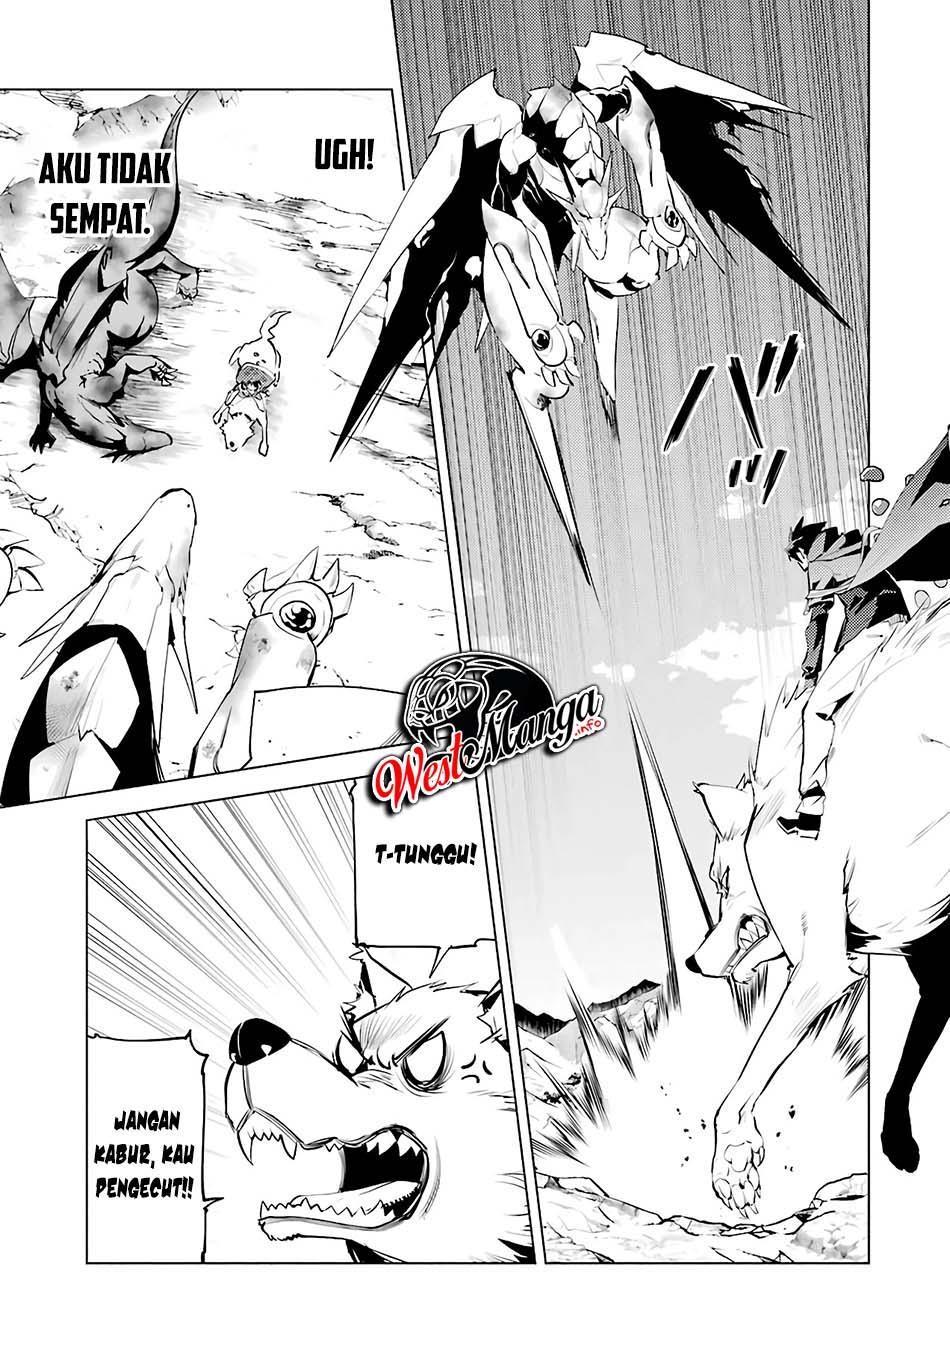 バッ
UGH!
AKU TIDAK
SEMPAT.
WestManga
.info
T-TUNGGU!
JANGAN
KABUR, KAU
PENGECUT!!